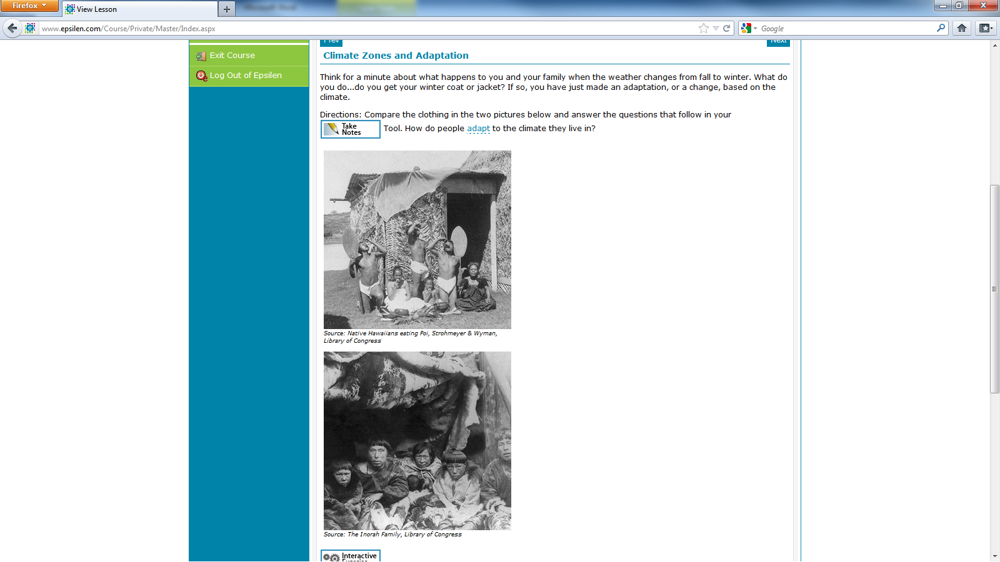 Firefox
View Lesson
www.epsilen.com/Course/Private/Master/Index.aspx
Google
Prev
Next
Exit Course
Log Out of Epsilen
Climate Zones and Adaptation
Think for a minute about what happens to you and your family when the weather changes from fall to winter. What do
you do...do you get your winter coat or jacket? If so, you have just made an adaptation, or a change, based on the
climate.
Directions: Compare the clothing in the two pictures below and answer the questions that follow in your
Take
Notes
Tool. How do people adapt to the climate they live in?
Source: Native Hawaiians eating Poi, Strohmeyer & Wyman,
Library of Congress
Source: The Inorah Family, Library of Congress
Interactive
Exercise